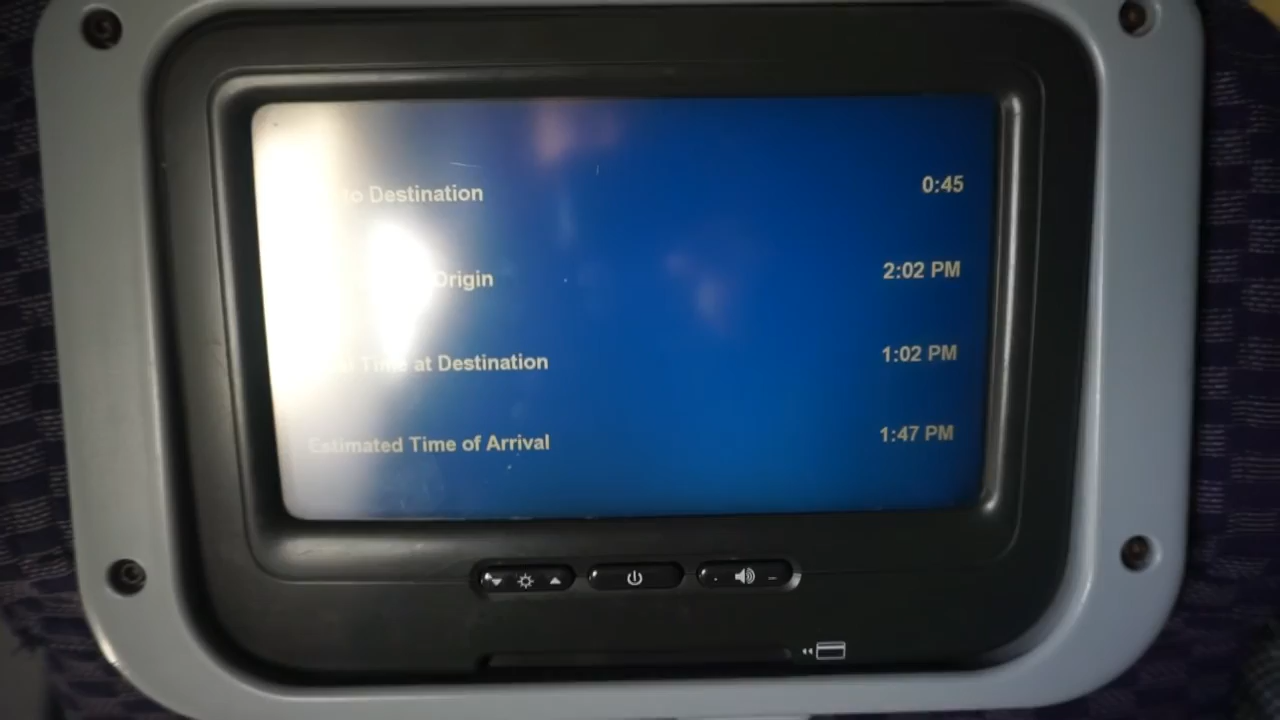 to Destination 0:45
Origin 2:02 PM
Time at Destination 1:02 PM
Estimated Time of Arrival 1:47 PM